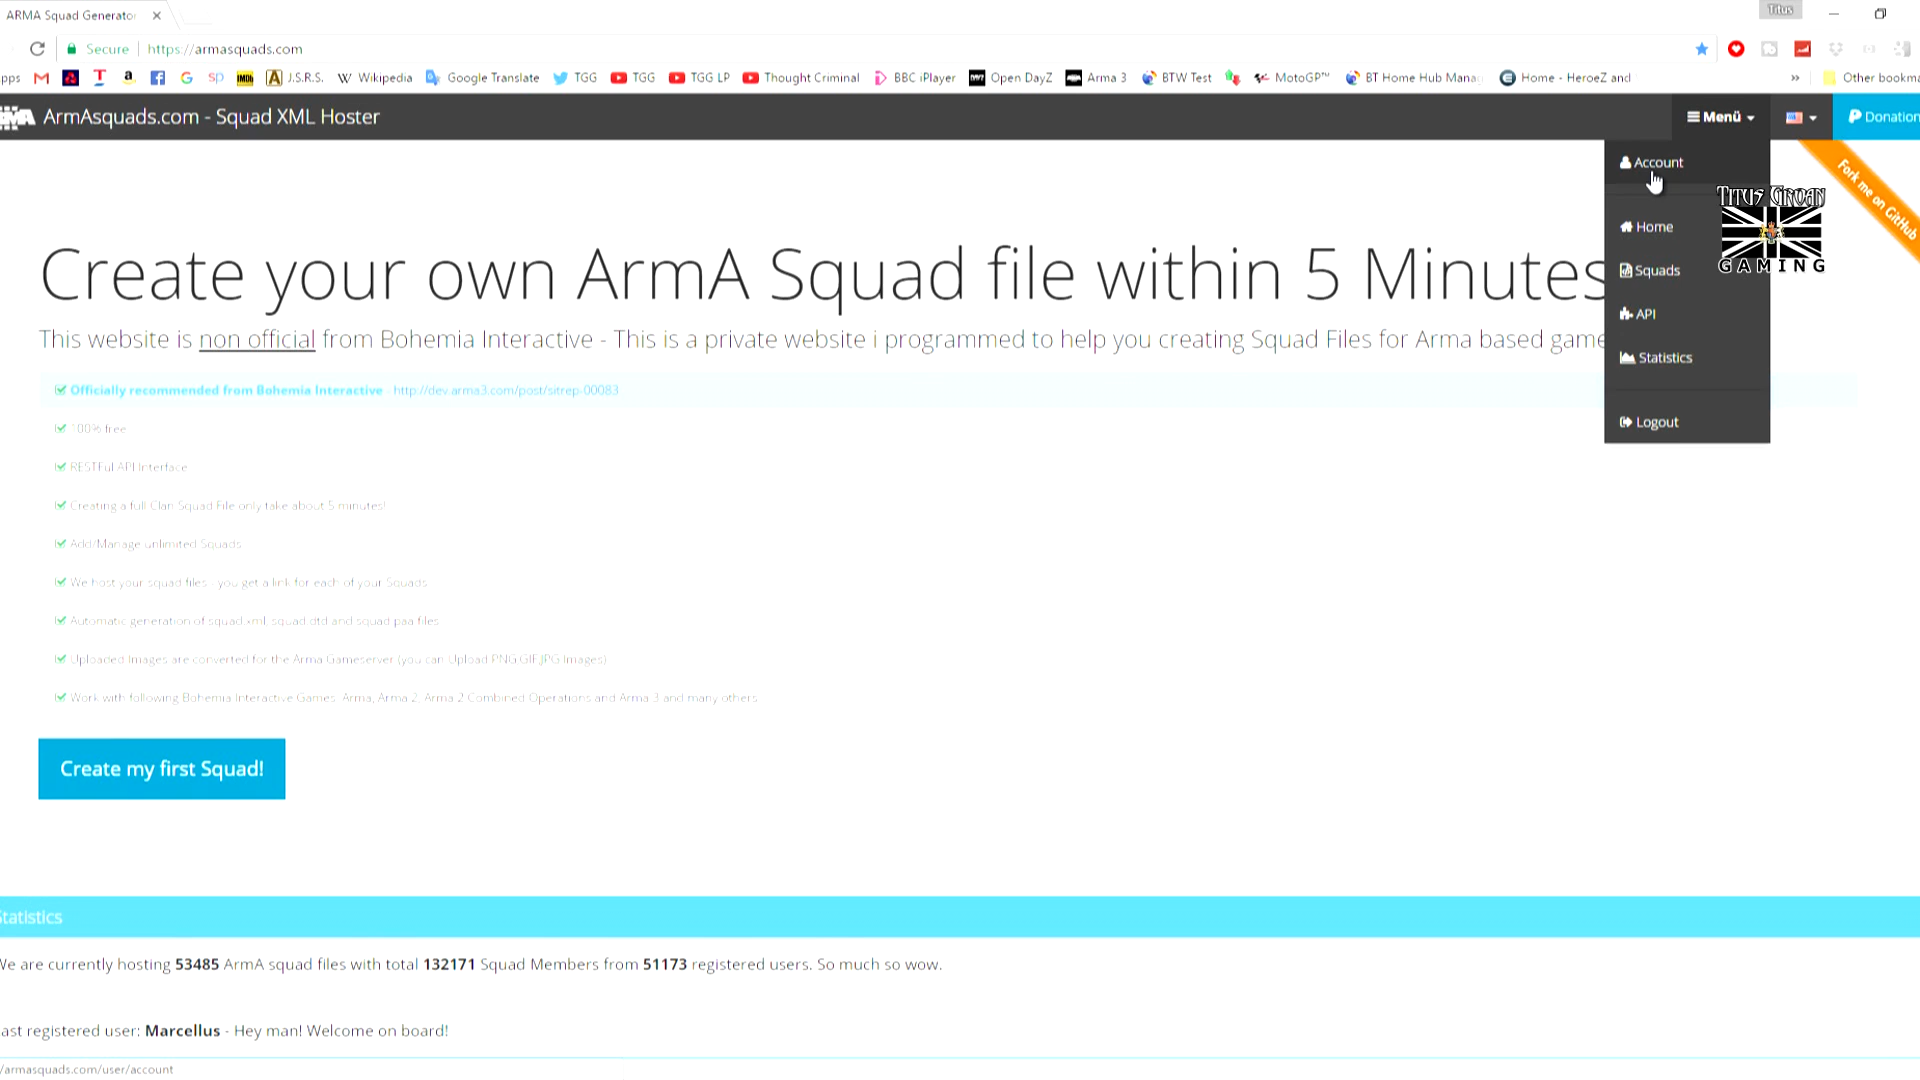 ARMA Squad Generator
Titus
Secure https://armasquads.com
J.S.R.S. Wikipedia Google Translate TGG TGG TGG LP Thought Criminal BBC iPlayer Open DayZ Arma 3 BTW Test MotoGP™ BT Home Hub Mana Home - HeroeZ and » Other bookma
ArmAsquads.com - Squad XML Hoster
Menü
Donation
Account
Home
Squads
API
Statistics
Logout
Fork me on GitHub
TITUS GROAN
GAMING
Create your own ArmA Squad file within 5 Minutes
This website is non official from Bohemia Interactive - This is a private website i programmed to help you creating Squad Files for Arma based game
Officially recommended from Bohemia Interactive - http://dev.arma3.com/post/sitrep-00083
100% free
RESTFul API Interface
Creating a full Clan Squad File only take about 5 minutes!
Add/Manage unlimited Squads
We host your squad files - you get a link for each of your Squads
Automatic generation of squad.xml, squad.dtd and squad.paa files
Uploaded Images are converted for the Arma Gameserver (you can Upload PNG,GIF,JPG Images)
Work with following Bohemia Interactive Games: Arma, Arma 2, Arma 2 Combined Operations and Arma 3 and many others
Create my first Squad!
Statistics
We are currently hosting 53485 ArmA squad files with total 132171 Squad Members from 51173 registered users. So much so wow.
ast registered user: Marcellus - Hey man! Welcome on board!
/armasquads.com/user/account